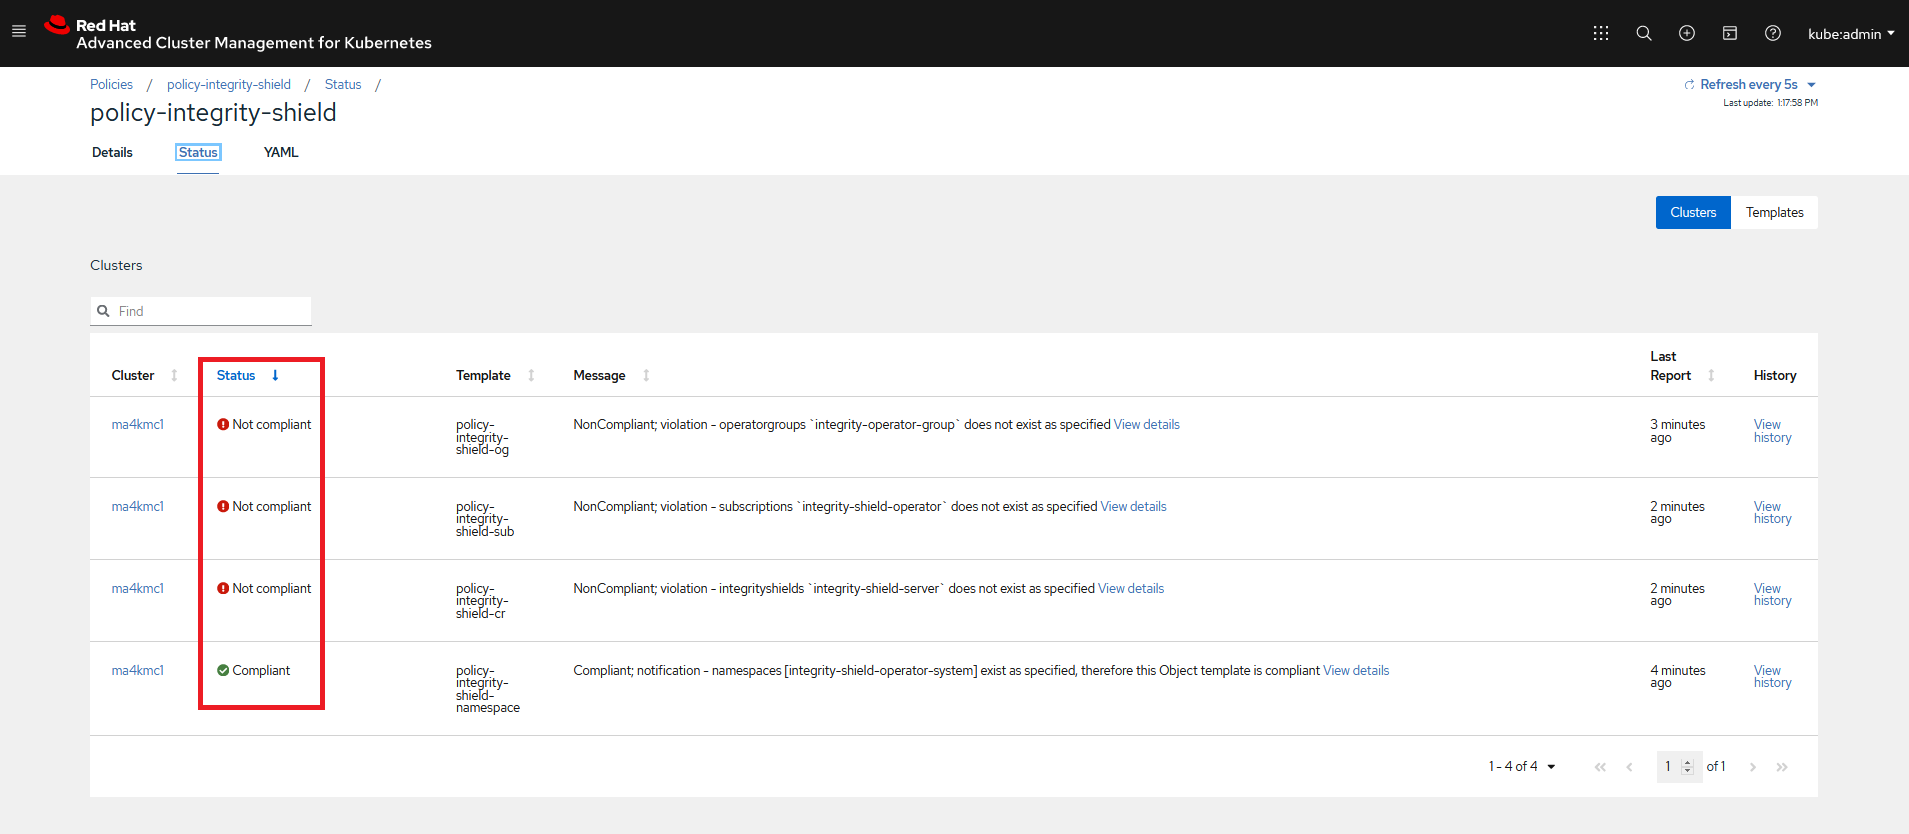 Red Hat
Advanced Cluster Management for Kubernetes
kube:admin
Policies / policy-integrity-shield / Status /
Refresh every 5s
policy-integrity-shield
Last update: 1:17:58 PM
Details Status YAML
Clusters Templates
Clusters
Find
Cluster Status Template Message Last Report History
ma4kmc1 Not compliant policy-integrity-shield-og NonCompliant; violation - operatorgroups `integrity-operator-group` does not exist as specified View details 3 minutes ago View history
ma4kmc1 Not compliant policy-integrity-shield-sub NonCompliant; violation - subscriptions `integrity-shield-operator` does not exist as specified View details 2 minutes ago View history
ma4kmc1 Not compliant policy-integrity-shield-cr NonCompliant; violation - integrityshields `integrity-shield-server` does not exist as specified View details 2 minutes ago View history
ma4kmc1 Compliant policy-integrity-shield-namespace Compliant; notification - namespaces [integrity-shield-operator-system] exist as specified, therefore this Object template is compliant View details 4 minutes ago View history
1 - 4 of 4 1 of 1